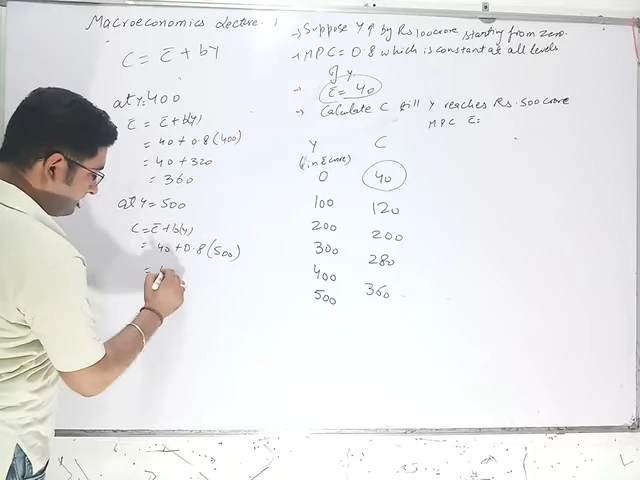 Macroeconomics Lecture. 1
C = C̄ + bY
at Y=400
C = C̄ + b(Y)
= 40 + 0.8(400)
= 40 + 320
= 360
at Y = 500
C = C̄ + b(Y)
= 40 + 0.8(500)
=
→ Suppose Y↑ by Rs 100 crore starting from zero.
→ MPC = 0.8 which is constant at all levels
of Y.
→ C̄ = 40
→ Calculate C till Y reaches Rs. 500 crore
MPC C̄=
Y C
(in ₹ crore)
0 40
100 120
200 200
300 280
400 360
500